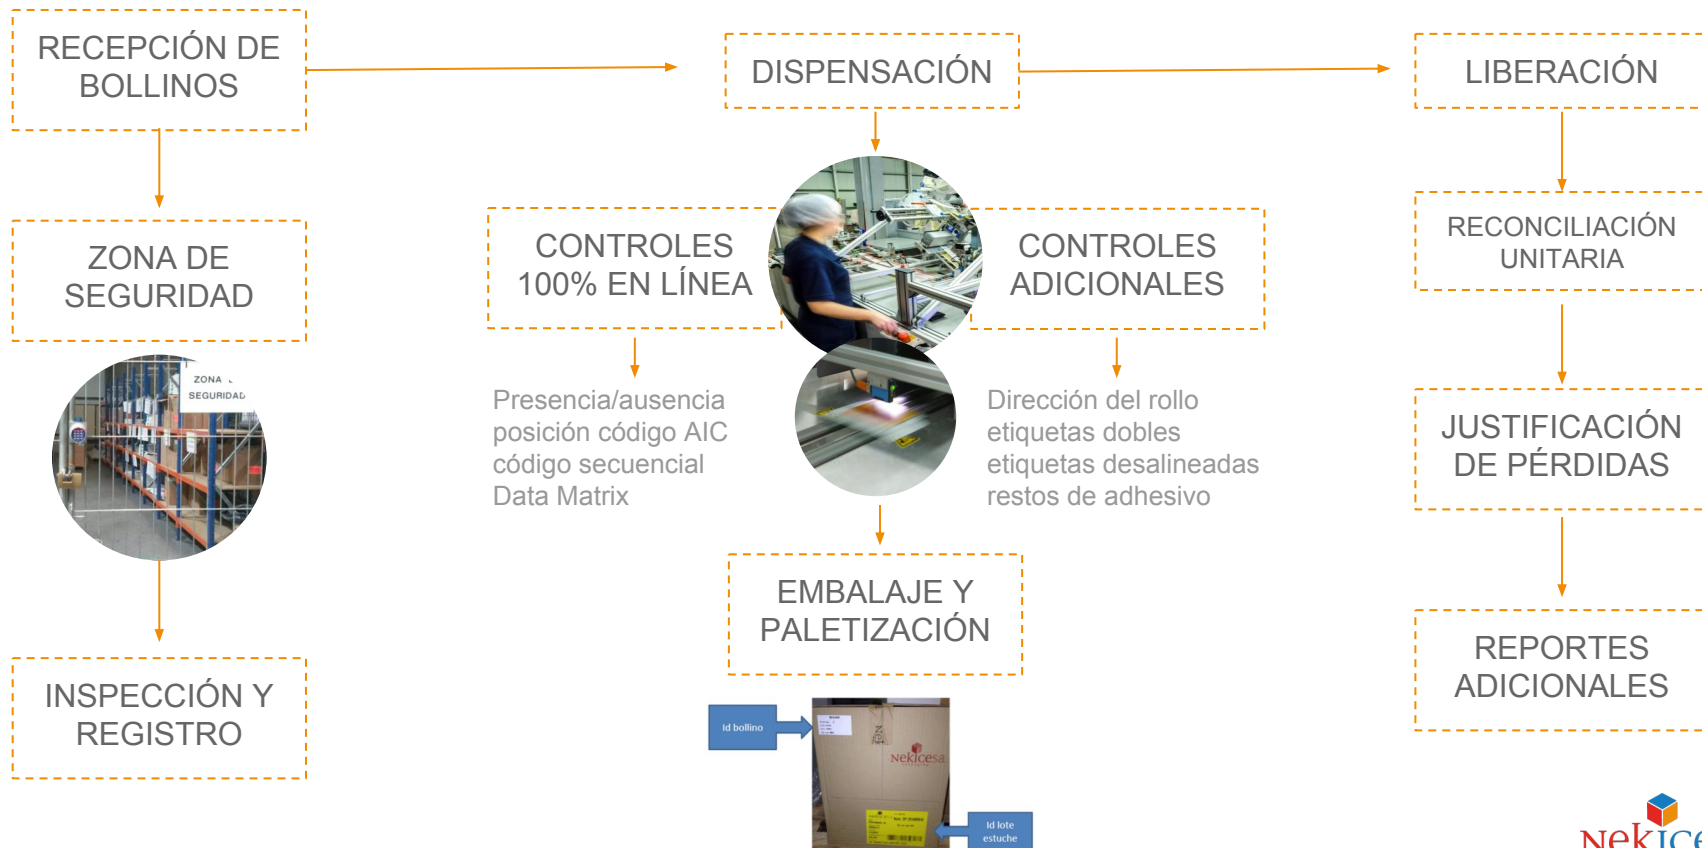 RECEPCIÓN DE
BOLLINOS
DISPENSACIÓN
LIBERACIÓN
ZONA DE
SEGURIDAD
CONTROLES
100% EN LÍNEA
CONTROLES
ADICIONALES
RECONCILIACIÓN
UNITARIA
ZONA
SEGURIDAD
Presencia/ausencia
posición código AIC
código secuencial
Data Matrix
Dirección del rollo
etiquetas dobles
etiquetas desalineadas
restos de adhesivo
JUSTIFICACIÓN
DE PÉRDIDAS
EMBALAJE Y
PALETIZACIÓN
INSPECCIÓN Y
REGISTRO
REPORTES
ADICIONALES
Id bollino
Nekicesa
Id lote
estuche
Nekice